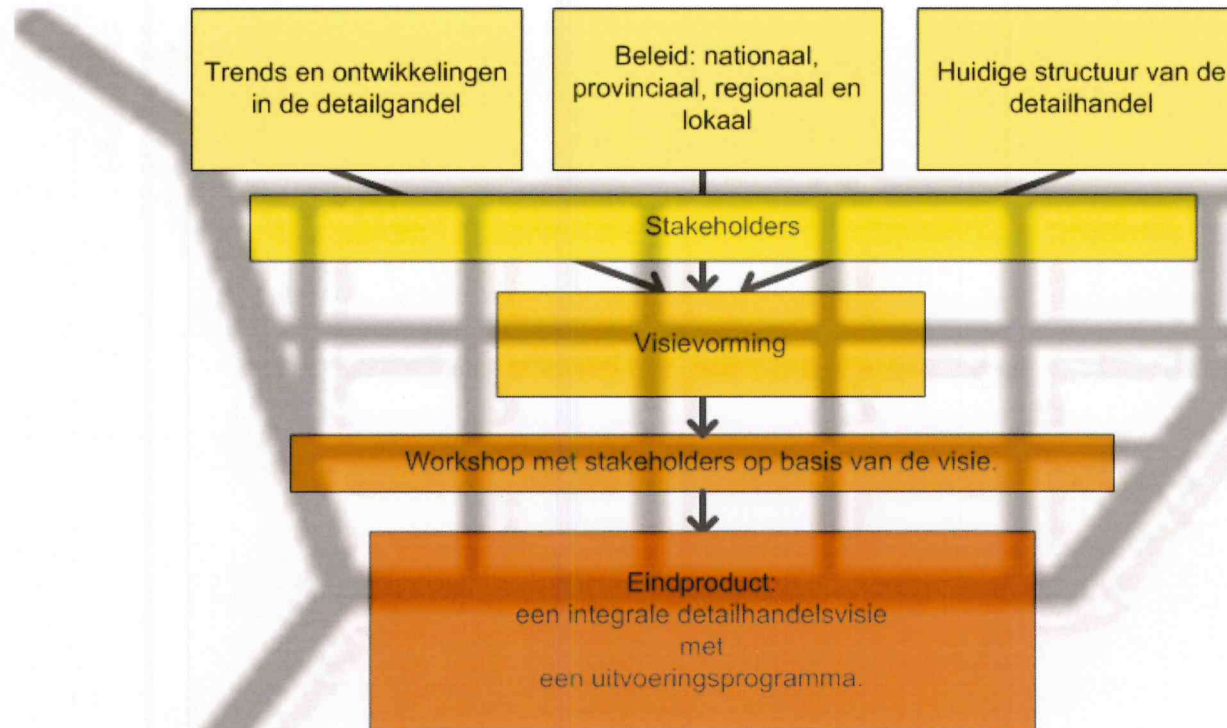 Trends en ontwikkelingen
in de detailgandel
Beleid: nationaal,
provinciaal, regionaal en
lokaal
Huidige structuur van de
detailhandel
Stakeholders
Visievorming
Workshop met stakeholders op basis van de visie.
Eindproduct:
een integrale detailhandelsvisie
met
een uitvoeringsprogramma.